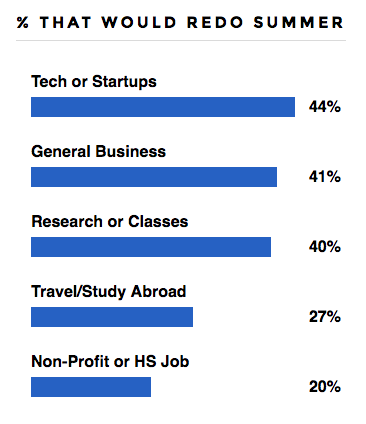 % THAT WOULD REDO SUMMER
Tech or Startups
44%
General Business
41%
Research or Classes
40%
Travel/Study Abroad
27%
Non-Profit or HS Job
20%